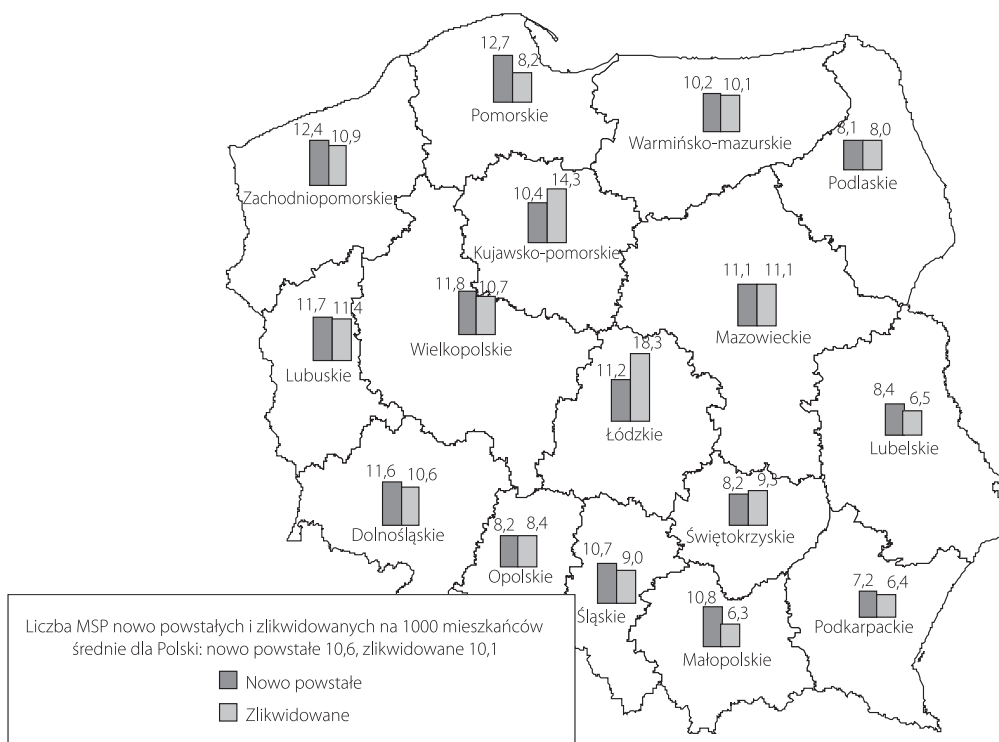 12,7
8,2
Pomorskie
10,2 10,1
Warmińsko-mazurskie
8,1 8,0
Podlaskie
12,4
10,9
Zachodniopomorskie
14,3
10,4
Kujawsko-pomorskie
11,1 11,1
Mazowieckie
11,8 10,7
Wielkopolskie
11,7 11,4
Lubuskie
18,3
11,2
Łódzkie
8,4
6,5
Lubelskie
11,6 10,6
Dolnośląskie
8,2 9,3
Świętokrzyskie
8,2 8,4
Opolskie
10,7
9,0
Śląskie
10,8
6,3
Małopolskie
7,2 6,4
Podkarpackie
Liczba MSP nowo powstałych i zlikwidowanych na 1000 mieszkańców
średnie dla Polski: nowo powstałe 10,6, zlikwidowane 10,1
Nowo powstałe
Zlikwidowane